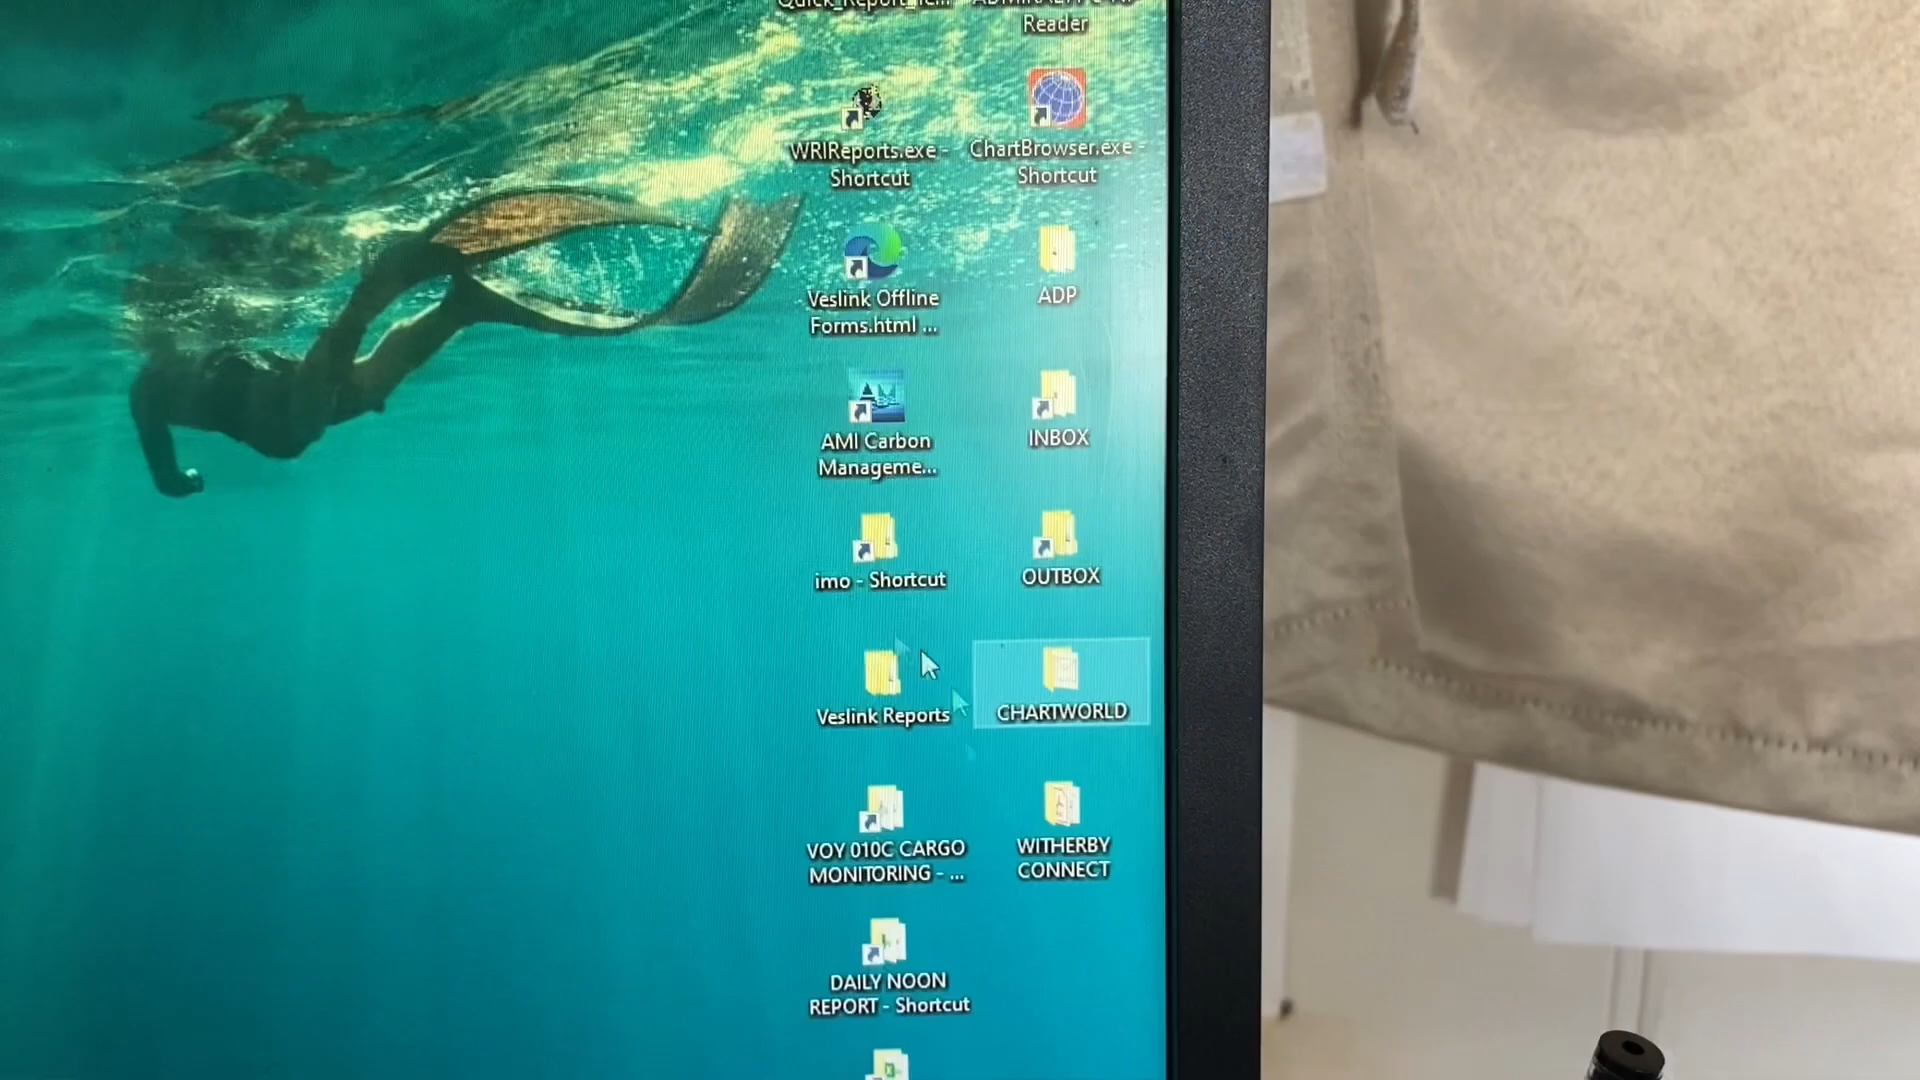 Reader
WRIReports.exe -
Shortcut
ChartBrowser.exe -
Shortcut
Veslink Offline
Forms.html ...
ADP
AMI Carbon
Manageme...
INBOX
imo - Shortcut
OUTBOX
Veslink Reports
CHARTWORLD
VOY 010C CARGO
MONITORING - ...
WITHERBY
CONNECT
DAILY NOON
REPORT - Shortcut